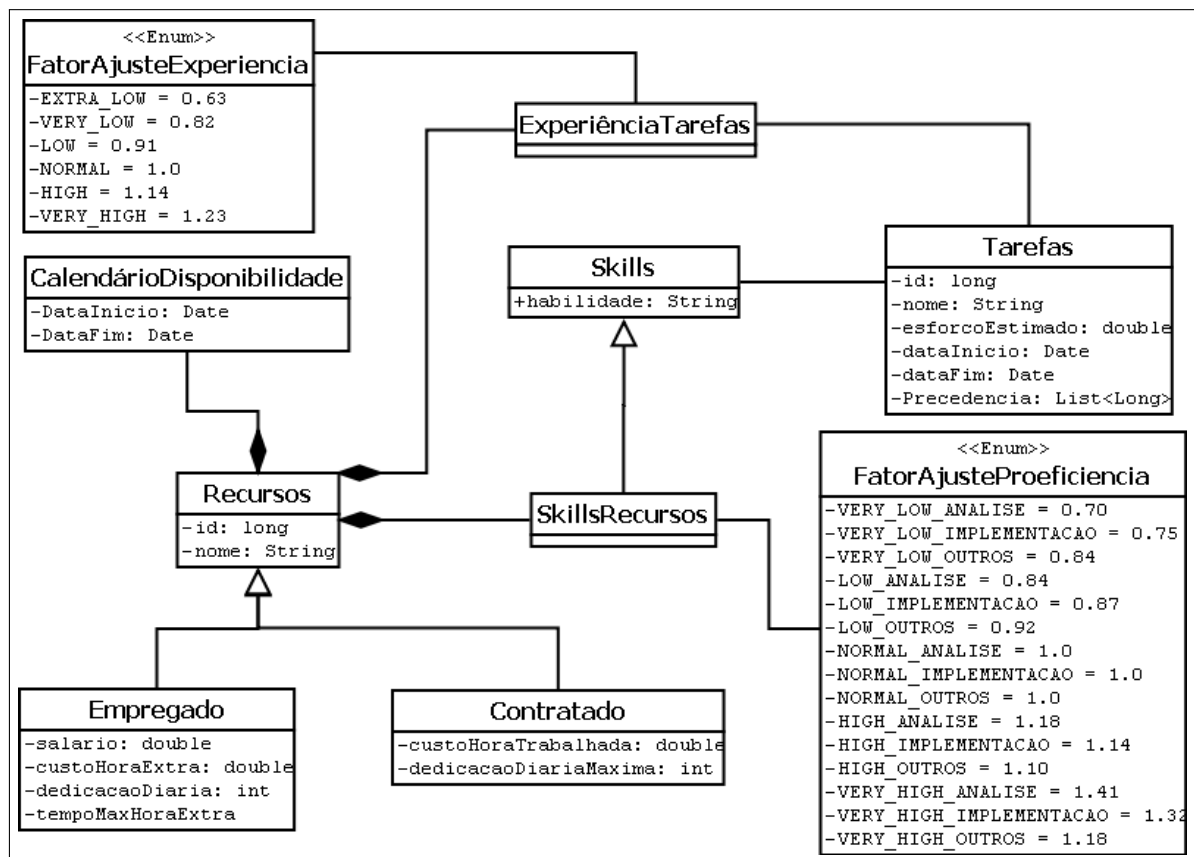 <<Enum>>
FatorAjusteExperiencia
-EXTRA_LOW = 0.63
-VERY_LOW = 0.82
-LOW = 0.91
-NORMAL = 1.0
-HIGH = 1.14
-VERY_HIGH = 1.23
ExperiênciaTarefas
CalendárioDisponibilidade
-DataInicio: Date
-DataFim: Date
Skills
+habilidade: String
Tarefas
-id: long
-nome: String
-esforcoEstimado: double
-dataInicio: Date
-dataFim: Date
-Precedencia: List<Long>
Recursos
-id: long
-nome: String
SkillsRecursos
<<Enum>>
FatorAjusteProeficiencia
-VERY_LOW_ANALISE = 0.70
-VERY_LOW_IMPLEMENTACAO = 0.75
-VERY_LOW_OUTROS = 0.84
-LOW_ANALISE = 0.84
-LOW_IMPLEMENTACAO = 0.87
-LOW_OUTROS = 0.92
-NORMAL_ANALISE = 1.0
-NORMAL_IMPLEMENTACAO = 1.0
-NORMAL_OUTROS = 1.0
-HIGH_ANALISE = 1.18
-HIGH_IMPLEMENTACAO = 1.14
-HIGH_OUTROS = 1.10
-VERY_HIGH_ANALISE = 1.41
-VERY_HIGH_IMPLEMENTACAO = 1.32
-VERY_HIGH_OUTROS = 1.18
Empregado
-salario: double
-custoHoraExtra: double
-dedicacaoDiaria: int
-tempoMaxHoraExtra
Contratado
-custoHoraTrabalhada: double
-dedicacaoDiariaMaxima: int